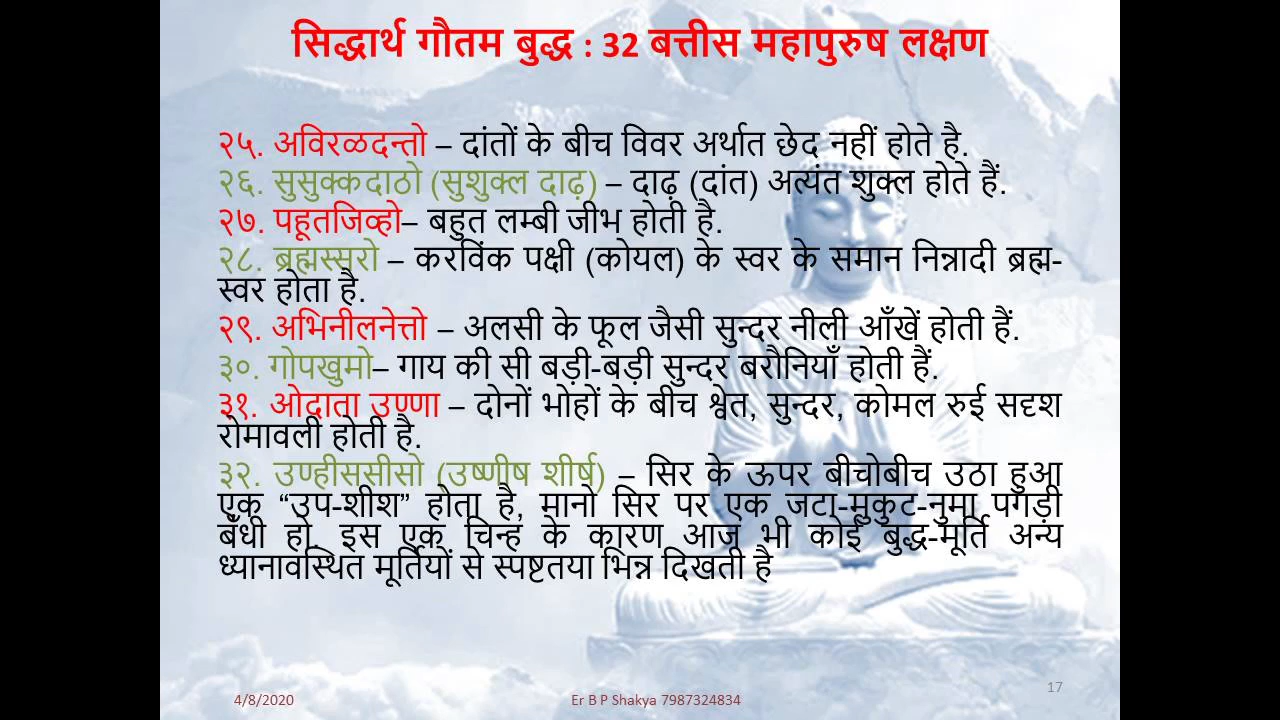 सिद्धार्थ गौतम बुद्ध : 32 बत्तीस महापुरुष लक्षण
२५. अविरळदन्तो – दांतों के बीच विवर अर्थात छेद नहीं होते है.
२६. सुसुक्कदाठो (सुशुक्ल दाढ़) – दाढ़ (दांत) अत्यंत शुक्ल होते हैं.
२७. पहूतजिव्हो– बहुत लम्बी जीभ होती है.
२८. ब्रह्मस्सरो – करविंक पक्षी (कोयल) के स्वर के समान निन्नादी ब्रह्म-
स्वर होता है.
२९. अभिनीलनेत्तो – अलसी के फूल जैसी सुन्दर नीली आँखें होती हैं.
३०. गोपखुमो– गाय की सी बड़ी-बड़ी सुन्दर बरौनियाँ होती हैं.
३१. ओदाता उण्णा – दोनों भोहों के बीच श्वेत, सुन्दर, कोमल रुई सदृश
रोमावली होती है.
३२. उण्हीससीसो (उष्णीष शीर्ष) – सिर के ऊपर बीचोबीच उठा हुआ
एक “उप-शीश” होता है, मानो सिर पर एक जटा-मुकुट-नुमा पगड़ी
बँधी हो. इस एक चिन्ह के कारण आज भी कोई बुद्ध-मूर्ति अन्य
ध्यानावस्थित मूर्तियों से स्पष्टतया भिन्न दिखती है
17
4/8/2020
Er B P Shakya 7987324834